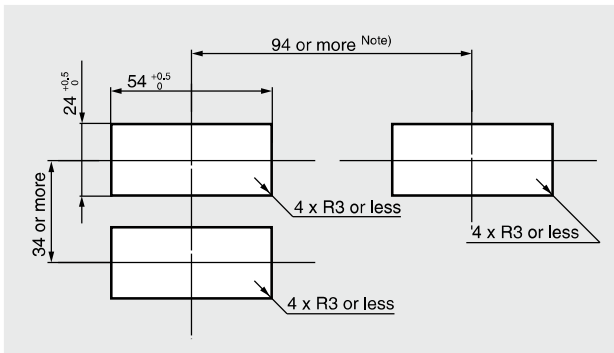 94 or more Note)
54 +0.5 0
24 +0.5 0
34 or more
4 x R3 or less
4 x R3 or less
4 x R3 or less